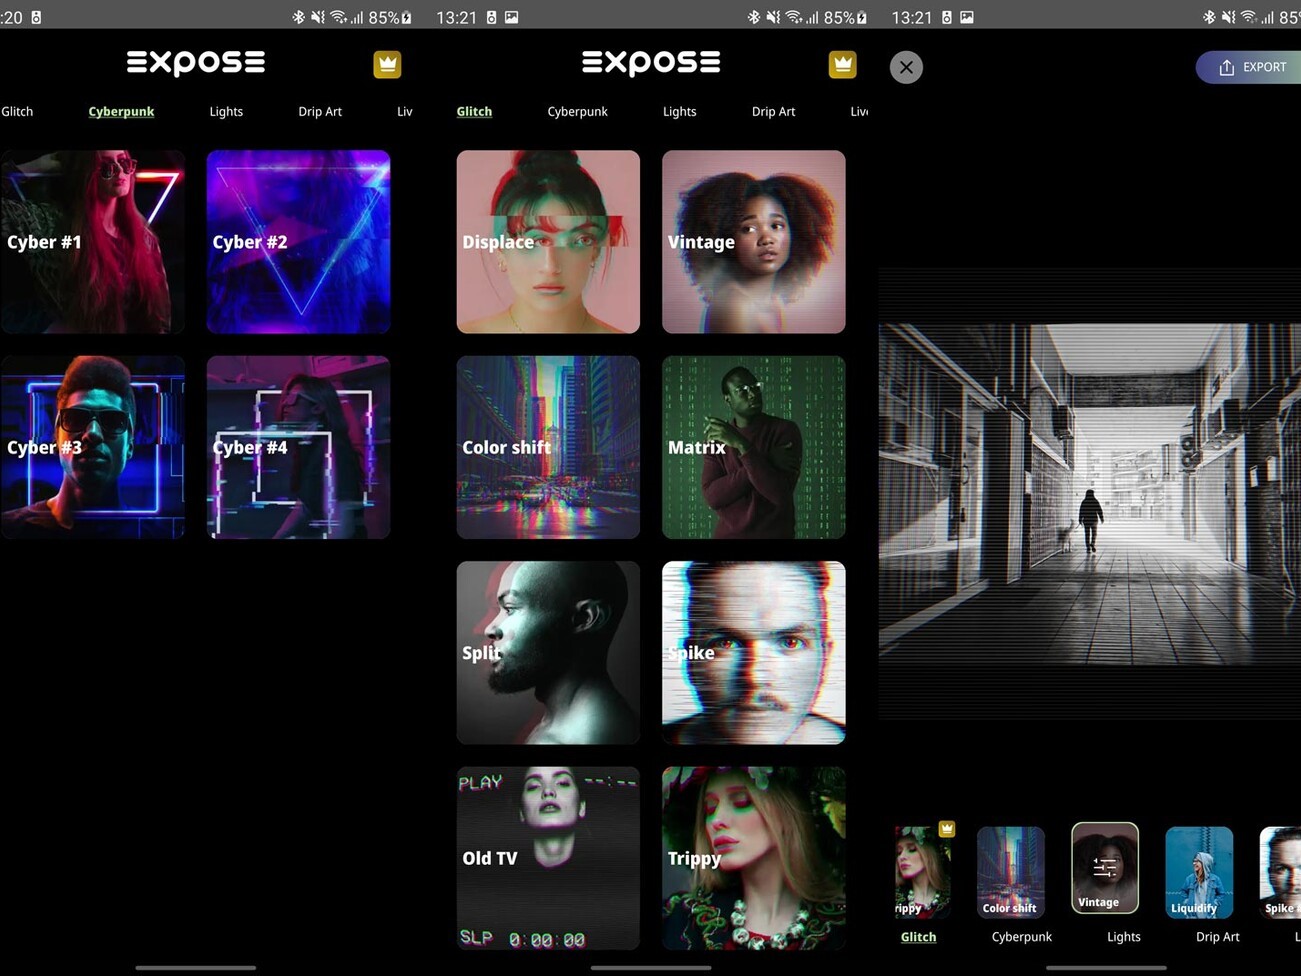 :20
85%
EXPOSE
Glitch
Cyberpunk
Lights
Drip Art
Liv
Cyber #1
Cyber #2
Cyber #3
Cyber #4
13:21
85%
EXPOSE
Glitch
Cyberpunk
Lights
Drip Art
Live
Displace
Vintage
Color shift
Matrix
Split
Spike
PLAY --:--
Old TV
SLP 0:00:00
Trippy
13:21
85
EXPORT
rippy
Color shift
Vintage
Liquidify
Spike
Glitch
Cyberpunk
Lights
Drip Art
L